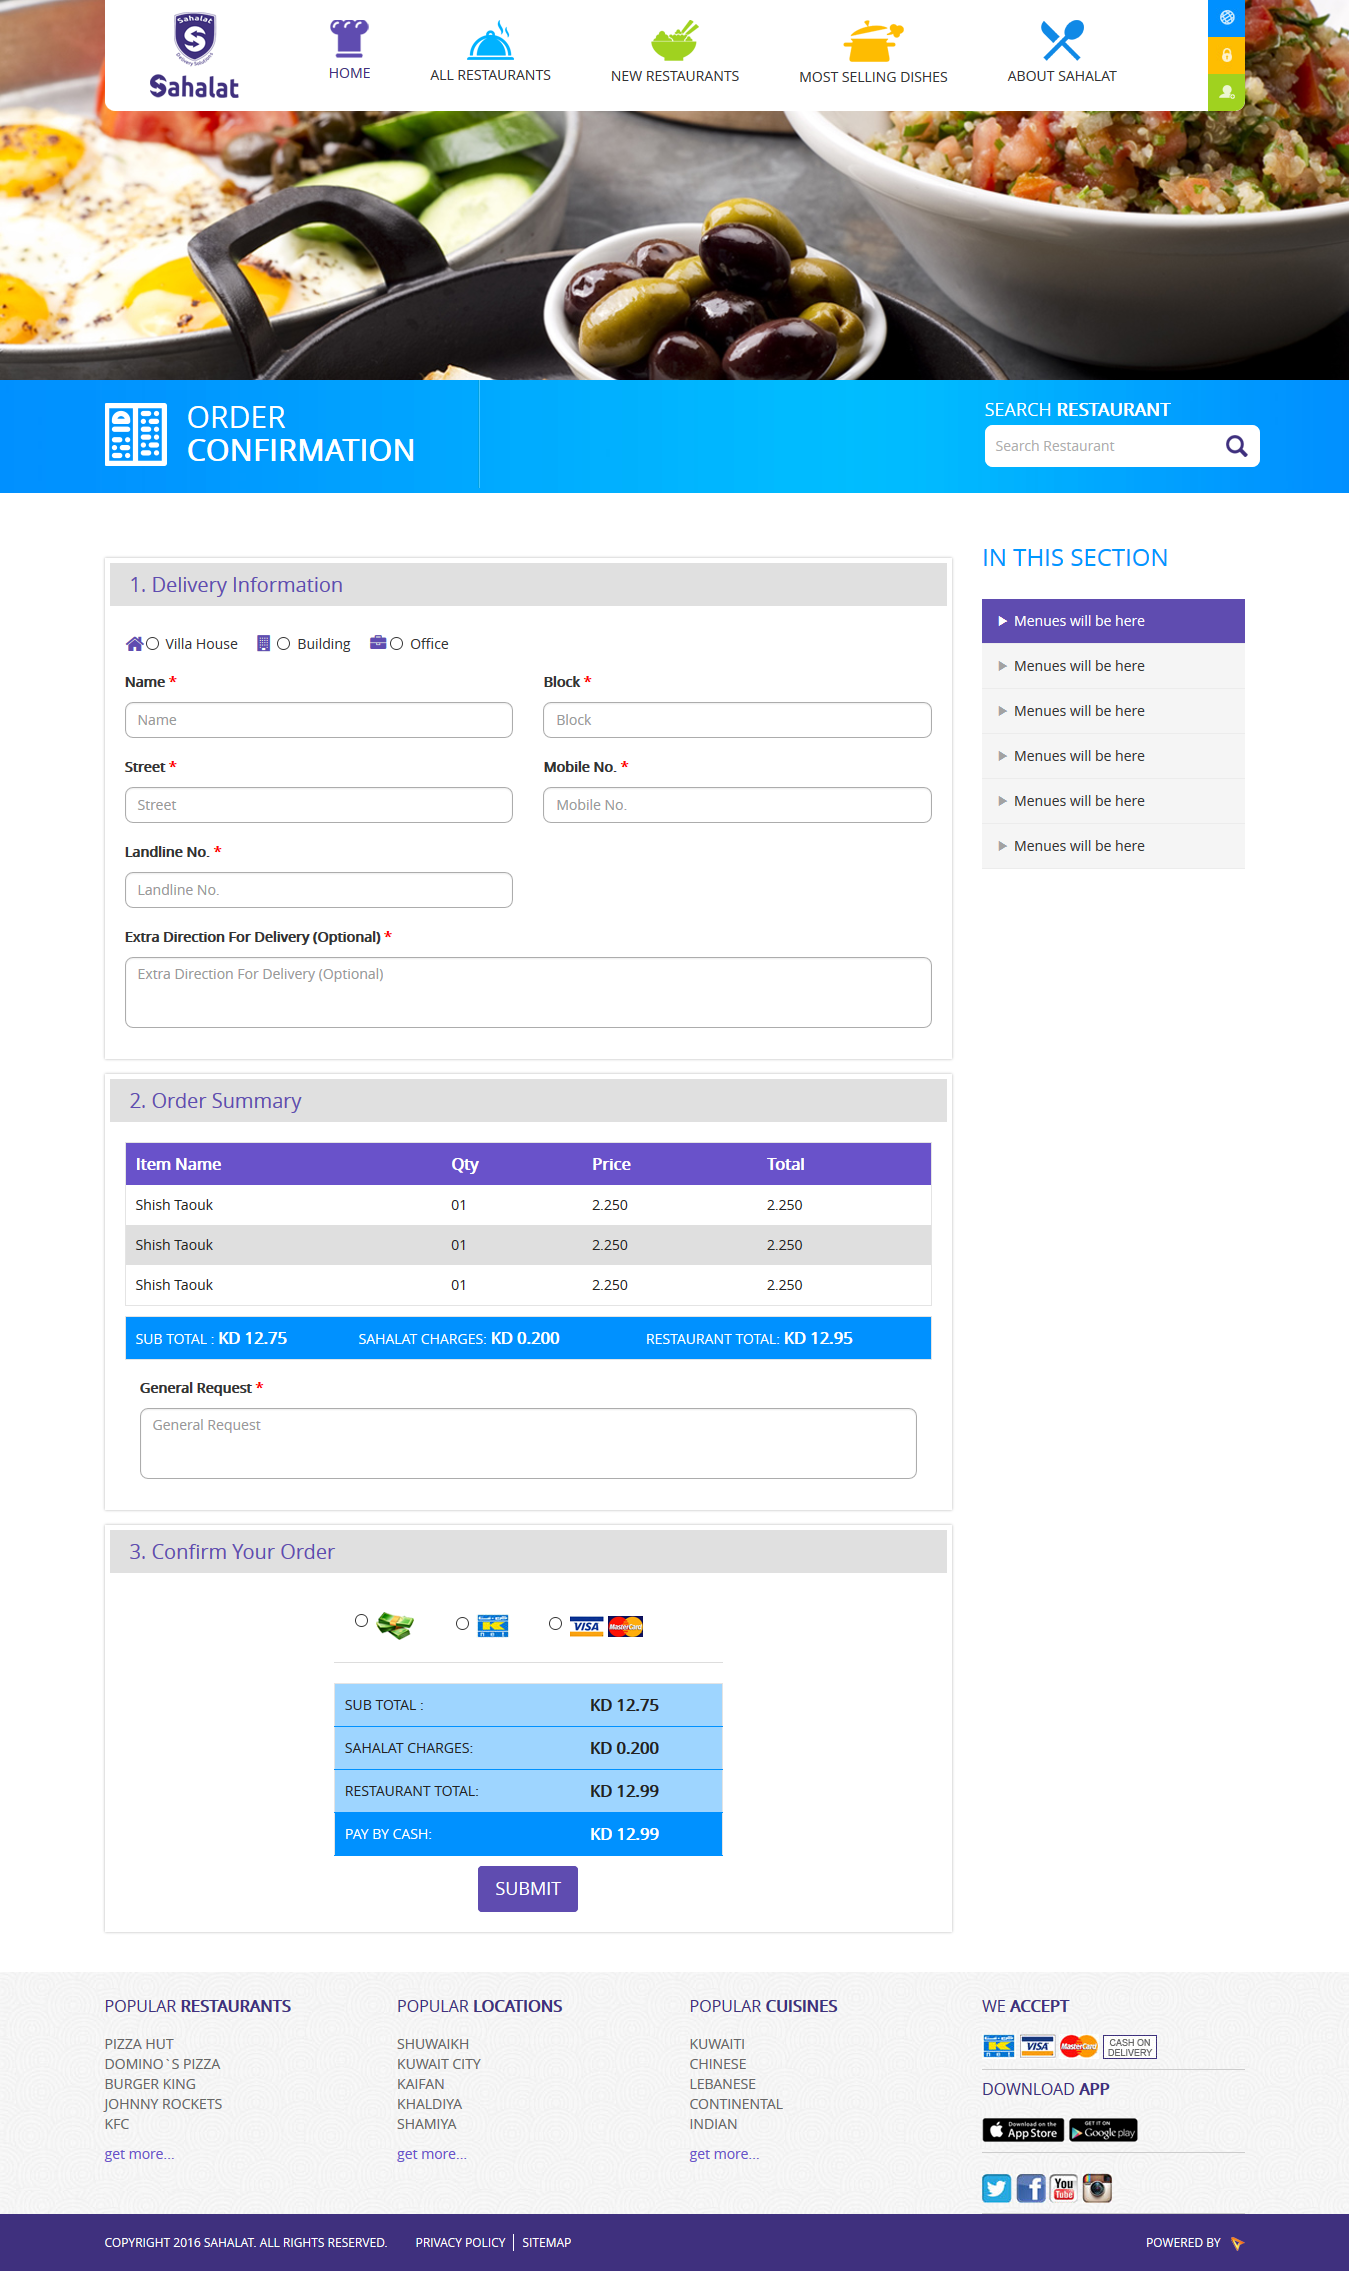 Sahalat
Delivery Solutions
Sahalat
HOME
ALL RESTAURANTS
NEW RESTAURANTS
MOST SELLING DISHES
ABOUT SAHALAT
ORDER
CONFIRMATION
SEARCH RESTAURANT
Search Restaurant
IN THIS SECTION
Menues will be here
Menues will be here
Menues will be here
Menues will be here
Menues will be here
Menues will be here
1. Delivery Information
Villa House Building Office
Name * Block *
Name Block
Street * Mobile No. *
Street Mobile No.
Landline No. *
Landline No.
Extra Direction For Delivery (Optional) *
Extra Direction For Delivery (Optional)
2. Order Summary
Item Name Qty Price Total
Shish Taouk 01 2.250 2.250
Shish Taouk 01 2.250 2.250
Shish Taouk 01 2.250 2.250
SUB TOTAL : KD 12.75 SAHALAT CHARGES: KD 0.200 RESTAURANT TOTAL: KD 12.95
General Request *
General Request
3. Confirm Your Order
K net VISA MasterCard
SUB TOTAL : KD 12.75
SAHALAT CHARGES: KD 0.200
RESTAURANT TOTAL: KD 12.99
PAY BY CASH: KD 12.99
SUBMIT
POPULAR RESTAURANTS
PIZZA HUT
DOMINO`S PIZZA
BURGER KING
JOHNNY ROCKETS
KFC
get more...
POPULAR LOCATIONS
SHUWAIKH
KUWAIT CITY
KAIFAN
KHALDIYA
SHAMIYA
get more...
POPULAR CUISINES
KUWAITI
CHINESE
LEBANESE
CONTINENTAL
INDIAN
get more...
WE ACCEPT
K net VISA MasterCard CASH ON DELIVERY
DOWNLOAD APP
Download on the App Store GET IT ON Google play
You Tube
COPYRIGHT 2016 SAHALAT. ALL RIGHTS RESERVED. PRIVACY POLICY | SITEMAP POWERED BY